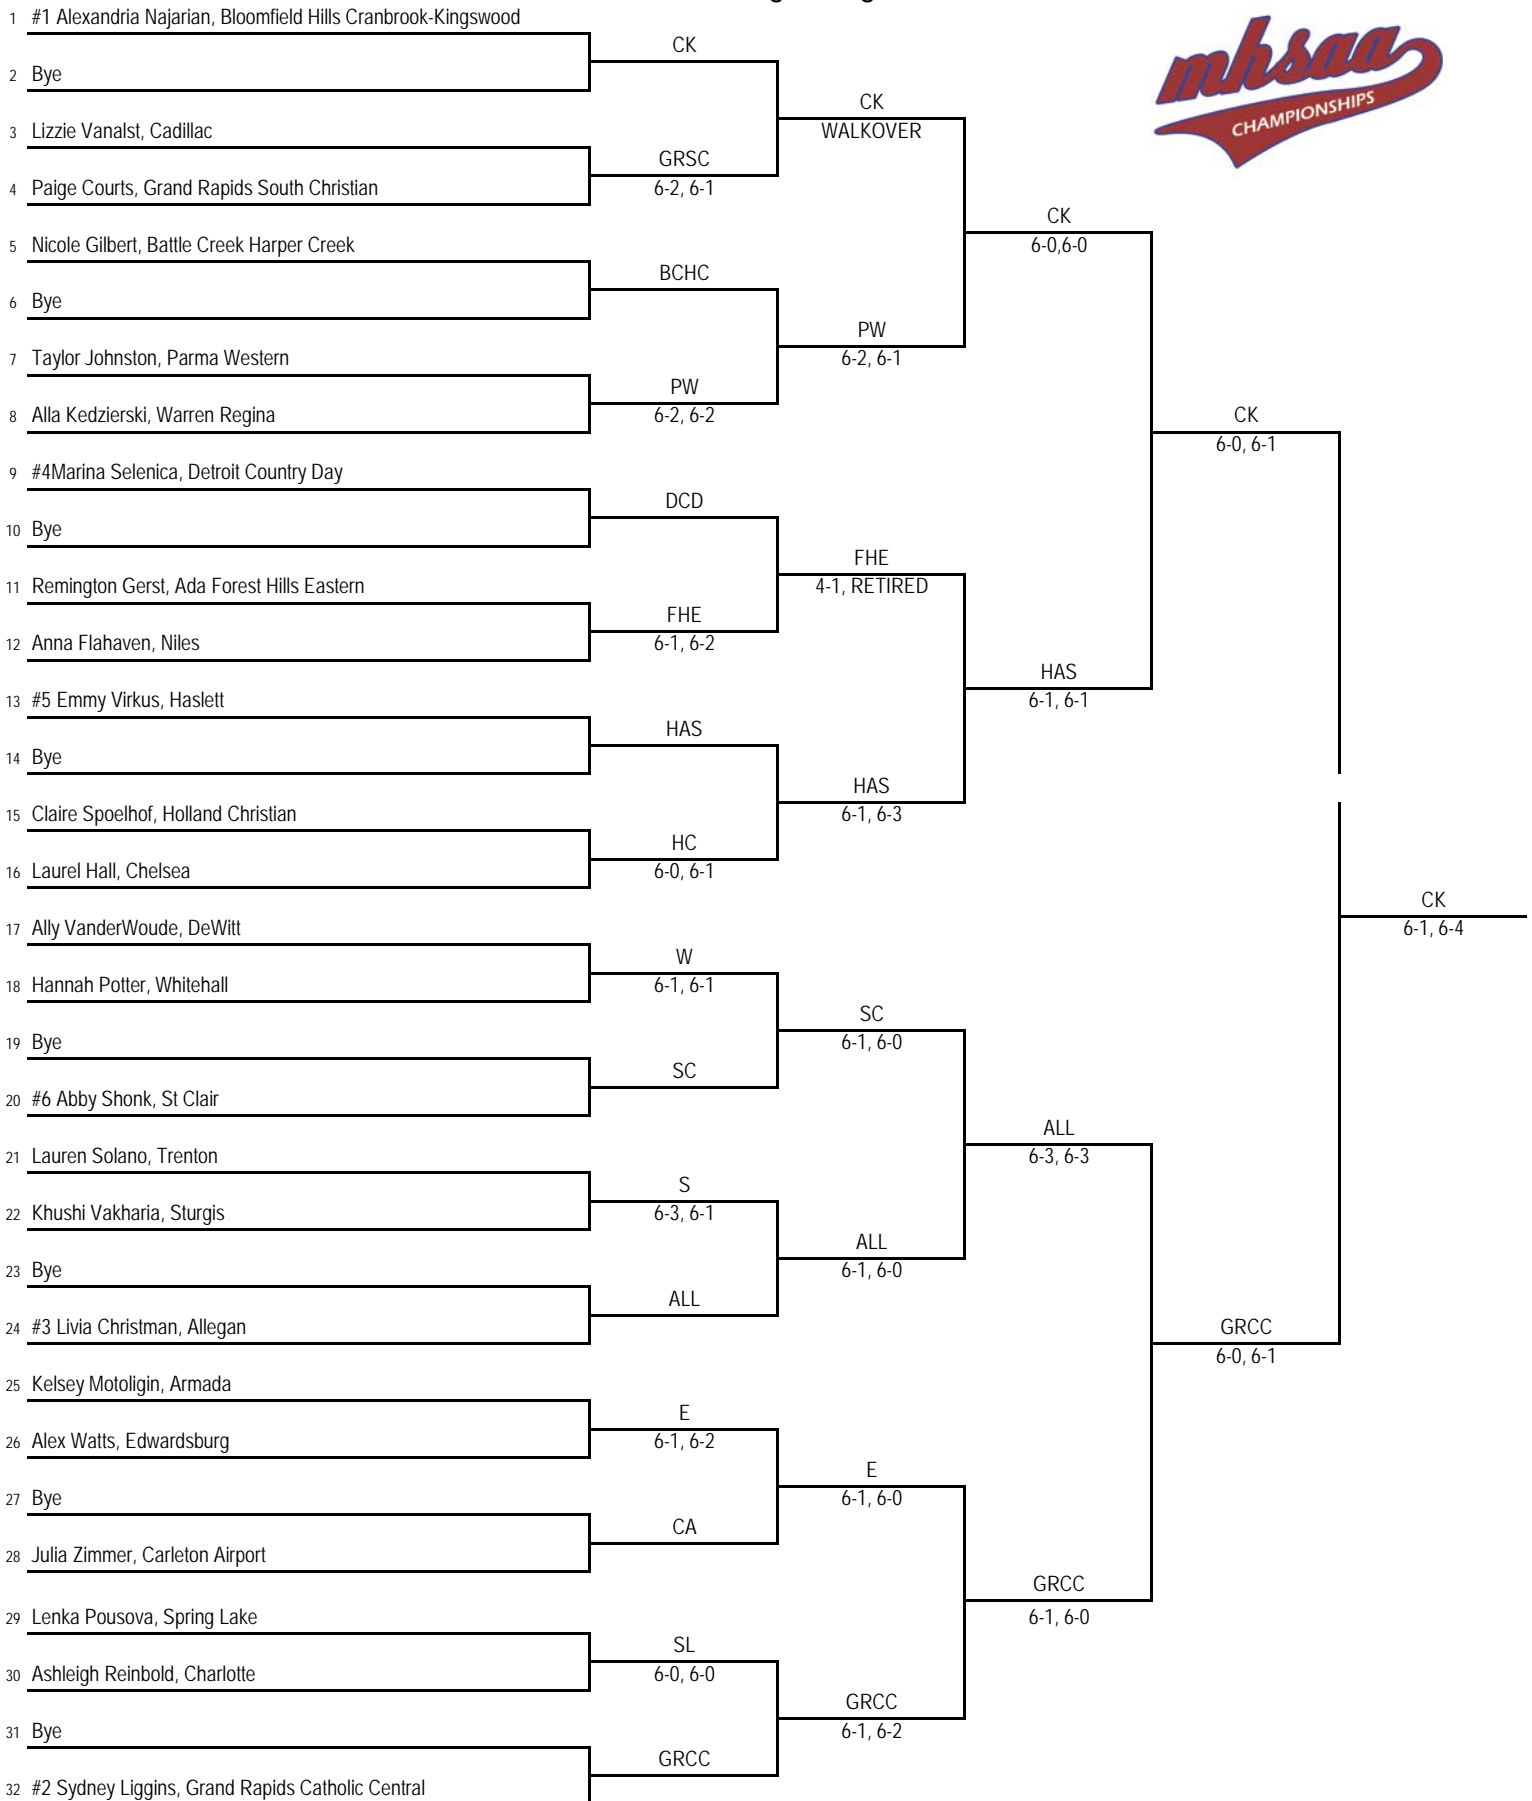 1 #1 Alexandria Najarian, Bloomfield Hills Cranbrook-Kingswood
CK
2 Bye
CK
WALKOVER
3 Lizzie Vanalst, Cadillac
GRSC
6-2, 6-1
4 Paige Courts, Grand Rapids South Christian
CK
6-0,6-0
5 Nicole Gilbert, Battle Creek Harper Creek
BCHC
6 Bye
PW
6-2, 6-1
7 Taylor Johnston, Parma Western
PW
6-2, 6-2
8 Alla Kedzierski, Warren Regina
CK
6-0, 6-1
9 #4Marina Selenica, Detroit Country Day
DCD
10 Bye
FHE
4-1, RETIRED
11 Remington Gerst, Ada Forest Hills Eastern
FHE
6-1, 6-2
12 Anna Flahaven, Niles
HAS
6-1, 6-1
13 #5 Emmy Virkus, Haslett
HAS
14 Bye
HAS
6-1, 6-3
15 Claire Spoelhof, Holland Christian
HC
6-0, 6-1
16 Laurel Hall, Chelsea
CK
6-1, 6-4
17 Ally VanderWoude, DeWitt
W
6-1, 6-1
18 Hannah Potter, Whitehall
SC
6-1, 6-0
19 Bye
SC
20 #6 Abby Shonk, St Clair
ALL
6-3, 6-3
21 Lauren Solano, Trenton
S
6-3, 6-1
22 Khushi Vakharia, Sturgis
ALL
6-1, 6-0
23 Bye
ALL
24 #3 Livia Christman, Allegan
GRCC
6-0, 6-1
25 Kelsey Motoligin, Armada
E
6-1, 6-2
26 Alex Watts, Edwardsburg
E
6-1, 6-0
27 Bye
CA
28 Julia Zimmer, Carleton Airport
GRCC
6-1, 6-0
29 Lenka Pousova, Spring Lake
SL
6-0, 6-0
30 Ashleigh Reinbold, Charlotte
GRCC
6-1, 6-2
31 Bye
GRCC
32 #2 Sydney Liggins, Grand Rapids Catholic Central
mhsaa
CHAMPIONSHIPS